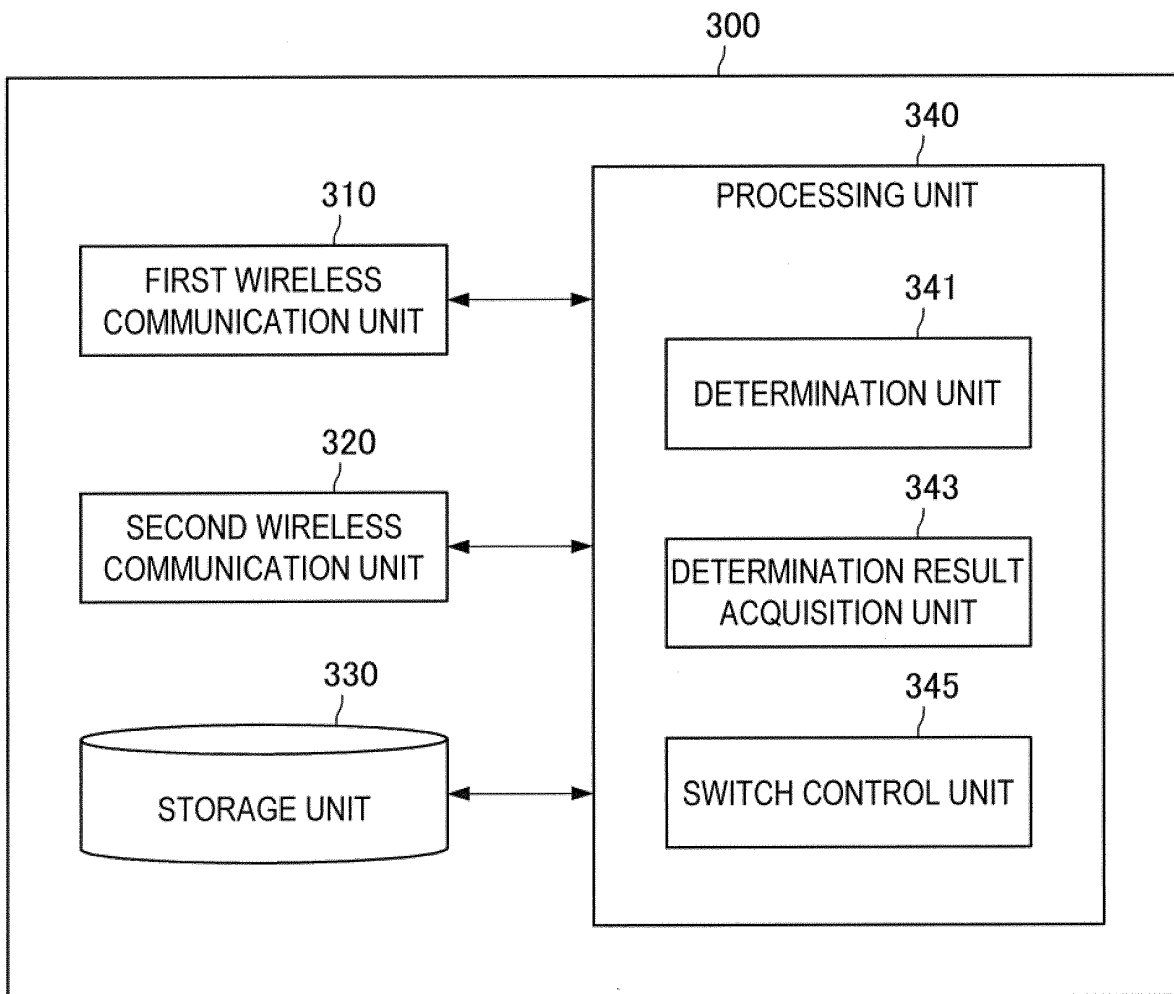 300
340
PROCESSING UNIT
310
FIRST WIRELESS
COMMUNICATION UNIT
341
DETERMINATION UNIT
320
SECOND WIRELESS
COMMUNICATION UNIT
343
DETERMINATION RESULT
ACQUISITION UNIT
330
STORAGE UNIT
345
SWITCH CONTROL UNIT